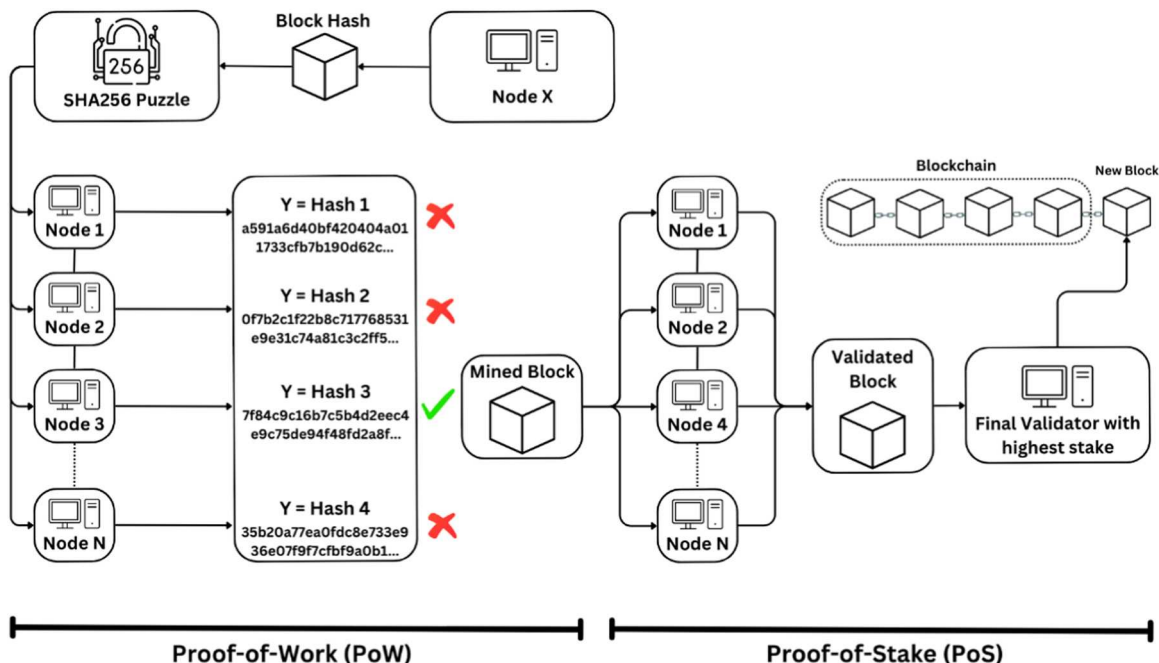 Block Hash
256
SHA256 Puzzle
Node X
Node 1
Node 2
Node 3
Node N
Y = Hash 1
a591a6d40bf420404a01
1733cfb7b190d62c...
Y = Hash 2
0f7b2c1f22b8c717768531
e9e31c74a81c3c2ff5...
Y = Hash 3
7f84c9c16b7c5b4d2eec4
e9c75de94f48fd2a8f...
Y = Hash 4
35b20a77ea0fdc8e733e9
36e07f9f7cfbf9a0b1...
Mined Block
Node 1
Node 2
Node 4
Node N
Validated
Block
Final Validator with
highest stake
Blockchain
New Block
Proof-of-Work (PoW)
Proof-of-Stake (PoS)